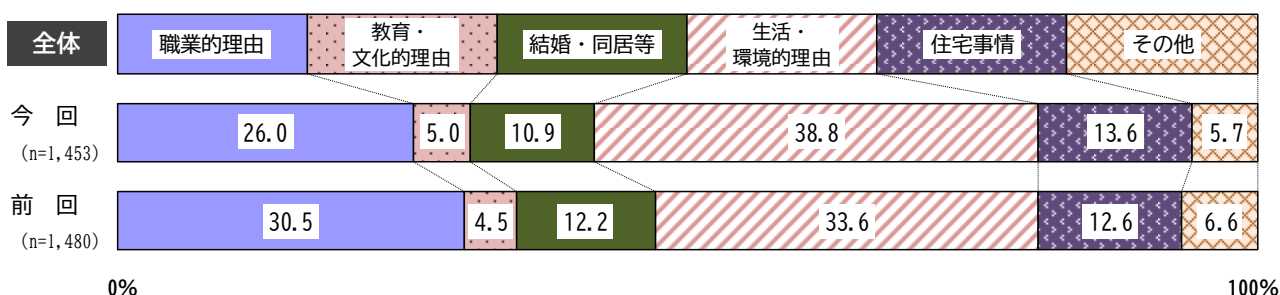 全体
職業的理由
教育・
文化的理由
結婚・同居等
生活・
環境的理由
住宅事情
その他
今 回
(n=1,453)
26.0
5.0
10.9
38.8
13.6
5.7
前 回
(n=1,480)
30.5
4.5
12.2
33.6
12.6
6.6
0%
100%